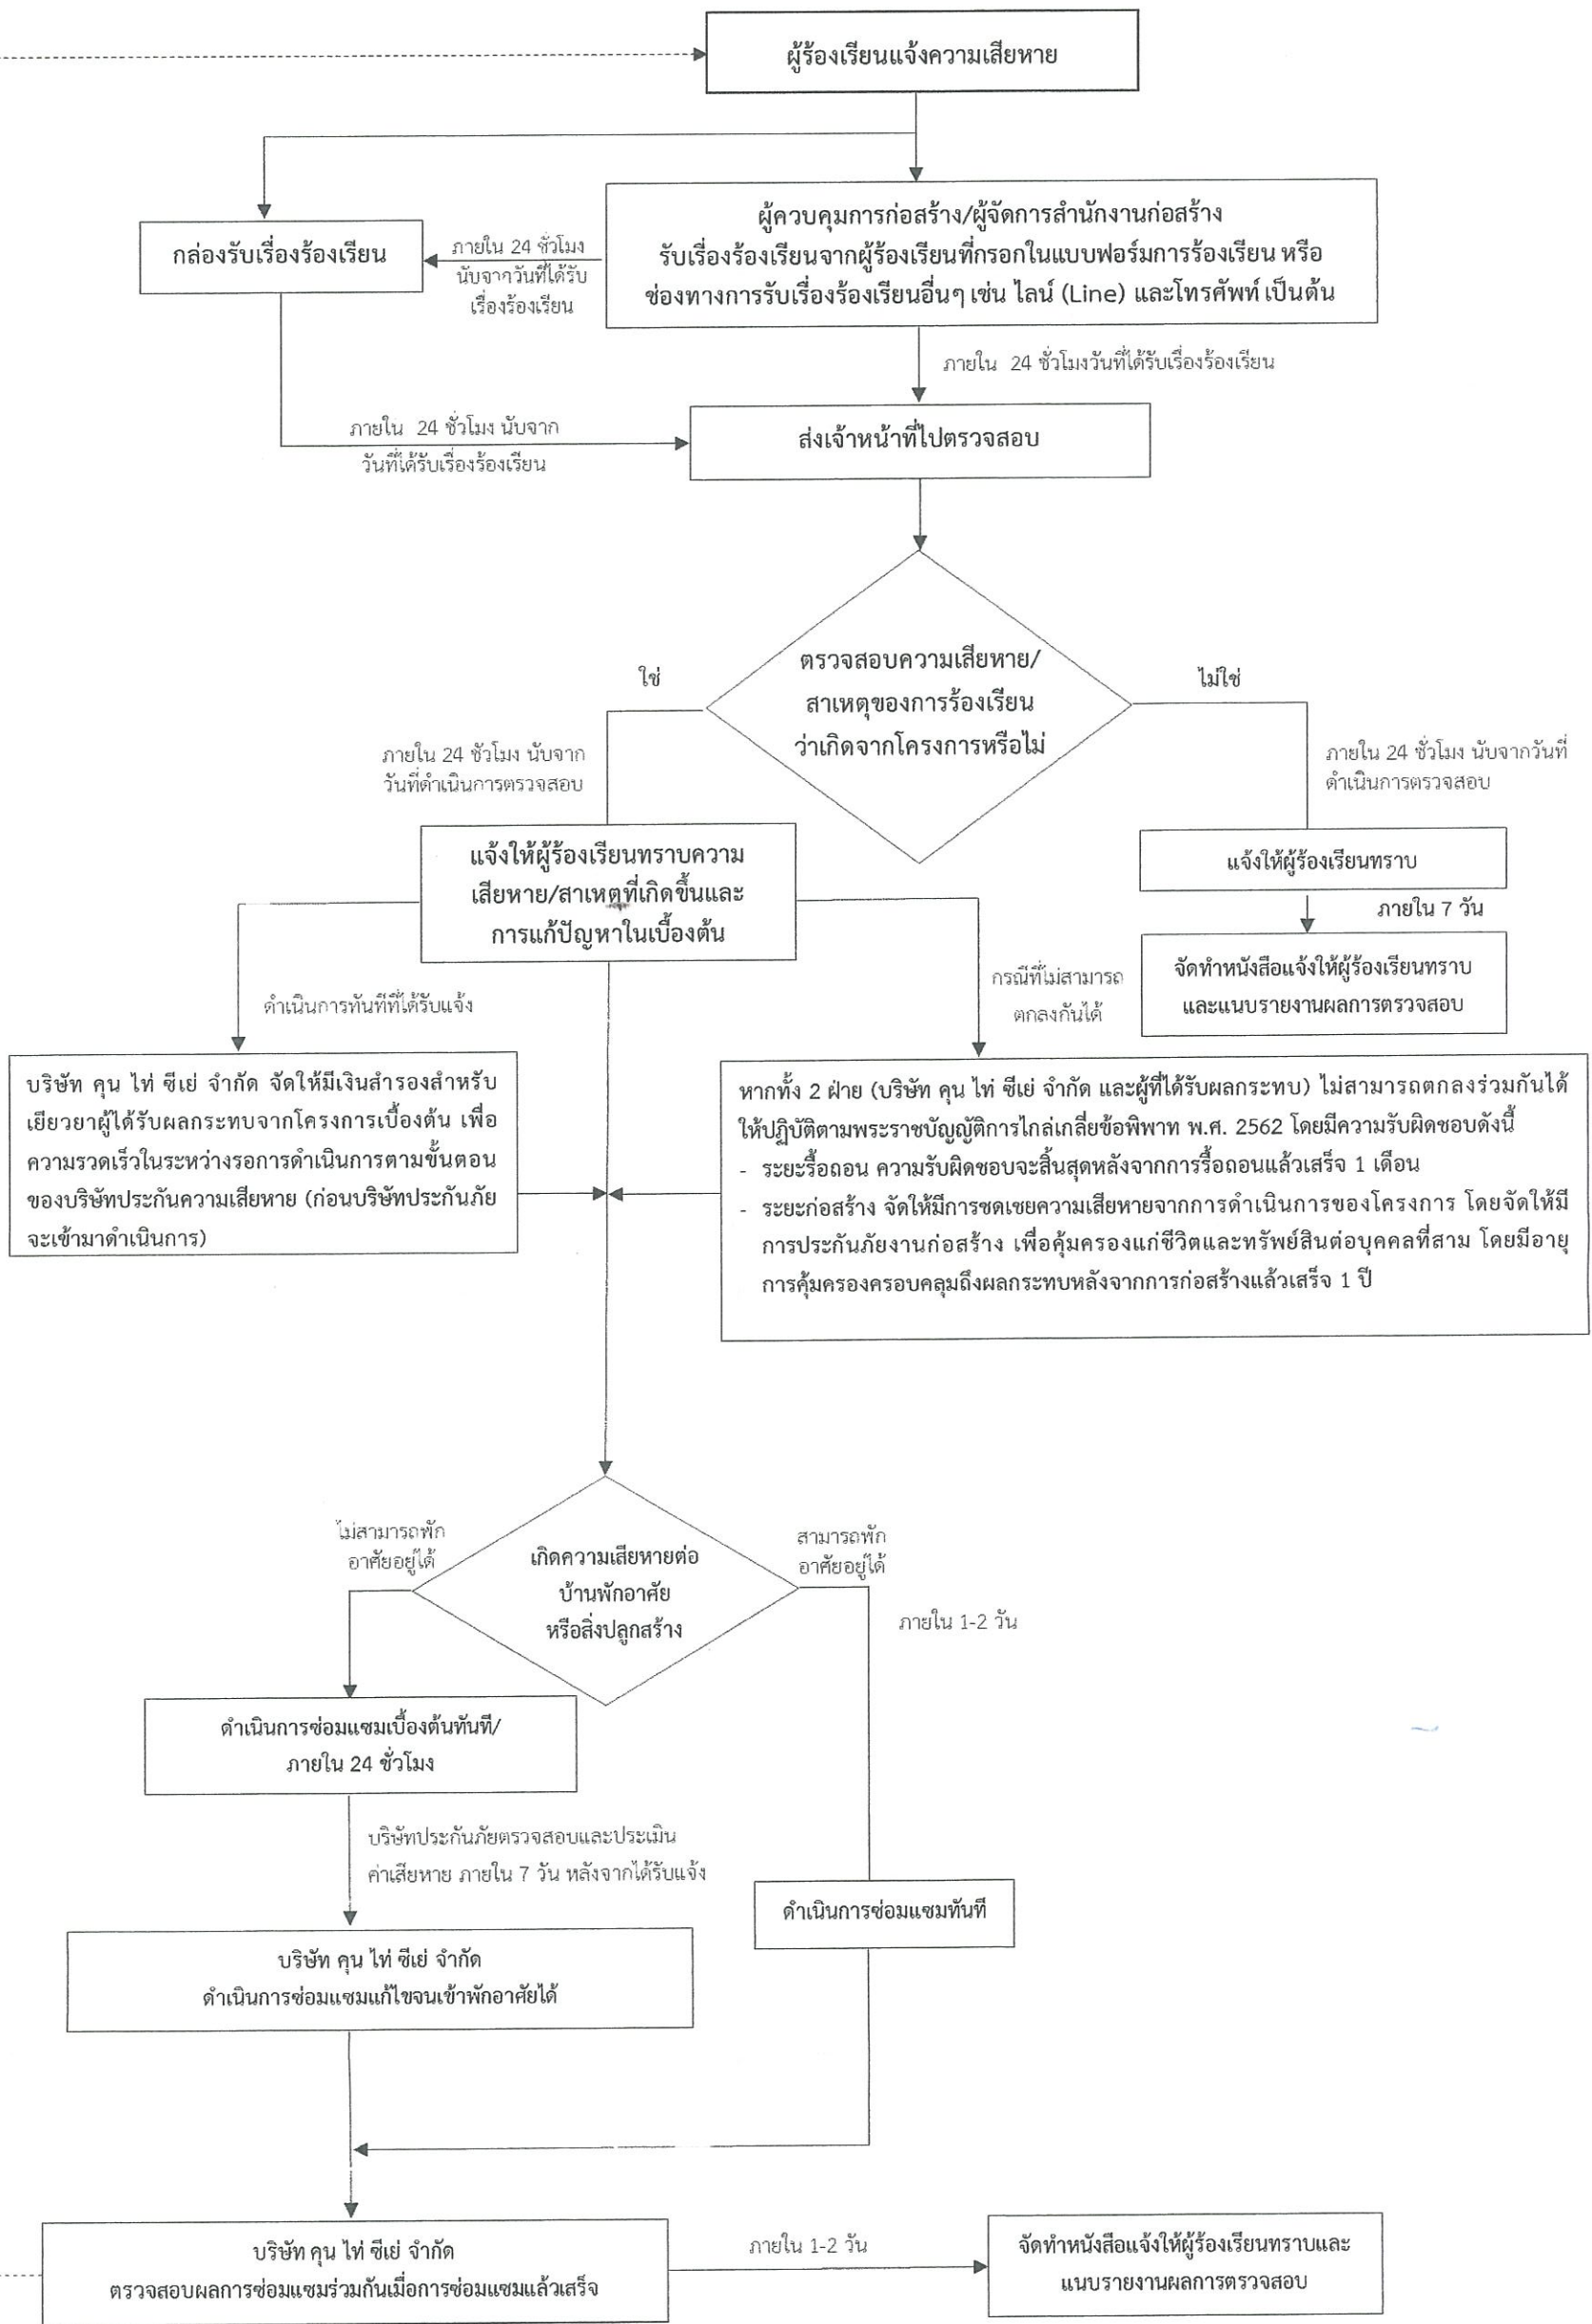 ผู้ร้องเรียนแจ้งความเสียหาย
ผู้ควบคุมการก่อสร้าง/ผู้จัดการสำนักงานก่อสร้าง
รับเรื่องร้องเรียนจากผู้ร้องเรียนที่กรอกในแบบฟอร์มการร้องเรียน หรือ
ช่องทางการรับเรื่องร้องเรียนอื่นๆ เช่น ไลน์ (Line) และโทรศัพท์ เป็นต้น
กล่องรับเรื่องร้องเรียน
ภายใน 24 ชั่วโมง
นับจากวันที่ได้รับ
เรื่องร้องเรียน
ภายใน 24 ชั่วโมงวันที่ได้รับเรื่องร้องเรียน
ภายใน 24 ชั่วโมง นับจาก
วันที่ได้รับเรื่องร้องเรียน
ส่งเจ้าหน้าที่ไปตรวจสอบ
ตรวจสอบความเสียหาย/
สาเหตุของการร้องเรียน
ว่าเกิดจากโครงการหรือไม่
ใช่
ไม่ใช่
ภายใน 24 ชั่วโมง นับจาก
วันที่ดำเนินการตรวจสอบ
ภายใน 24 ชั่วโมง นับจากวันที่
ดำเนินการตรวจสอบ
แจ้งให้ผู้ร้องเรียนทราบความ
เสียหาย/สาเหตุที่เกิดขึ้นและ
การแก้ปัญหาในเบื้องต้น
แจ้งให้ผู้ร้องเรียนทราบ
ภายใน 7 วัน
จัดทำหนังสือแจ้งให้ผู้ร้องเรียนทราบ
และแนบรายงานผลการตรวจสอบ
ดำเนินการทันทีที่ได้รับแจ้ง
กรณีที่ไม่สามารถ
ตกลงกันได้
บริษัท คุน ไท่ ซีเย่ จำกัด จัดให้มีเงินสำรองสำหรับ
เยียวยาผู้ได้รับผลกระทบจากโครงการเบื้องต้น เพื่อ
ความรวดเร็วในระหว่างรอการดำเนินการตามขั้นตอน
ของบริษัทประกันความเสียหาย (ก่อนบริษัทประกันภัย
จะเข้ามาดำเนินการ)
หากทั้ง 2 ฝ่าย (บริษัท คุน ไท่ ซีเย่ จำกัด และผู้ที่ได้รับผลกระทบ) ไม่สามารถตกลงร่วมกันได้
ให้ปฏิบัติตามพระราชบัญญัติการไกล่เกลี่ยข้อพิพาท พ.ศ. 2562 โดยมีความรับผิดชอบดังนี้
- ระยะรื้อถอน ความรับผิดชอบจะสิ้นสุดหลังจากการรื้อถอนแล้วเสร็จ 1 เดือน
- ระยะก่อสร้าง จัดให้มีการชดเชยความเสียหายจากการดำเนินการของโครงการ โดยจัดให้มี
การประกันภัยงานก่อสร้าง เพื่อคุ้มครองแก่ชีวิตและทรัพย์สินต่อบุคคลที่สาม โดยมีอายุ
การคุ้มครองครอบคลุมถึงผลกระทบหลังจากการก่อสร้างแล้วเสร็จ 1 ปี
ไม่สามารถพัก
อาศัยอยู่ได้
เกิดความเสียหายต่อ
บ้านพักอาศัย
หรือสิ่งปลูกสร้าง
สามารถพัก
อาศัยอยู่ได้
ภายใน 1-2 วัน
ดำเนินการซ่อมแซมเบื้องต้นทันที/
ภายใน 24 ชั่วโมง
บริษัทประกันภัยตรวจสอบและประเมิน
ค่าเสียหาย ภายใน 7 วัน หลังจากได้รับแจ้ง
ดำเนินการซ่อมแซมทันที
บริษัท คุน ไท่ ซีเย่ จำกัด
ดำเนินการซ่อมแซมแก้ไขจนเข้าพักอาศัยได้
บริษัท คุน ไท่ ซีเย่ จำกัด
ตรวจสอบผลการซ่อมแซมร่วมกันเมื่อการซ่อมแซมแล้วเสร็จ
ภายใน 1-2 วัน
จัดทำหนังสือแจ้งให้ผู้ร้องเรียนทราบและ
แนบรายงานผลการตรวจสอบ